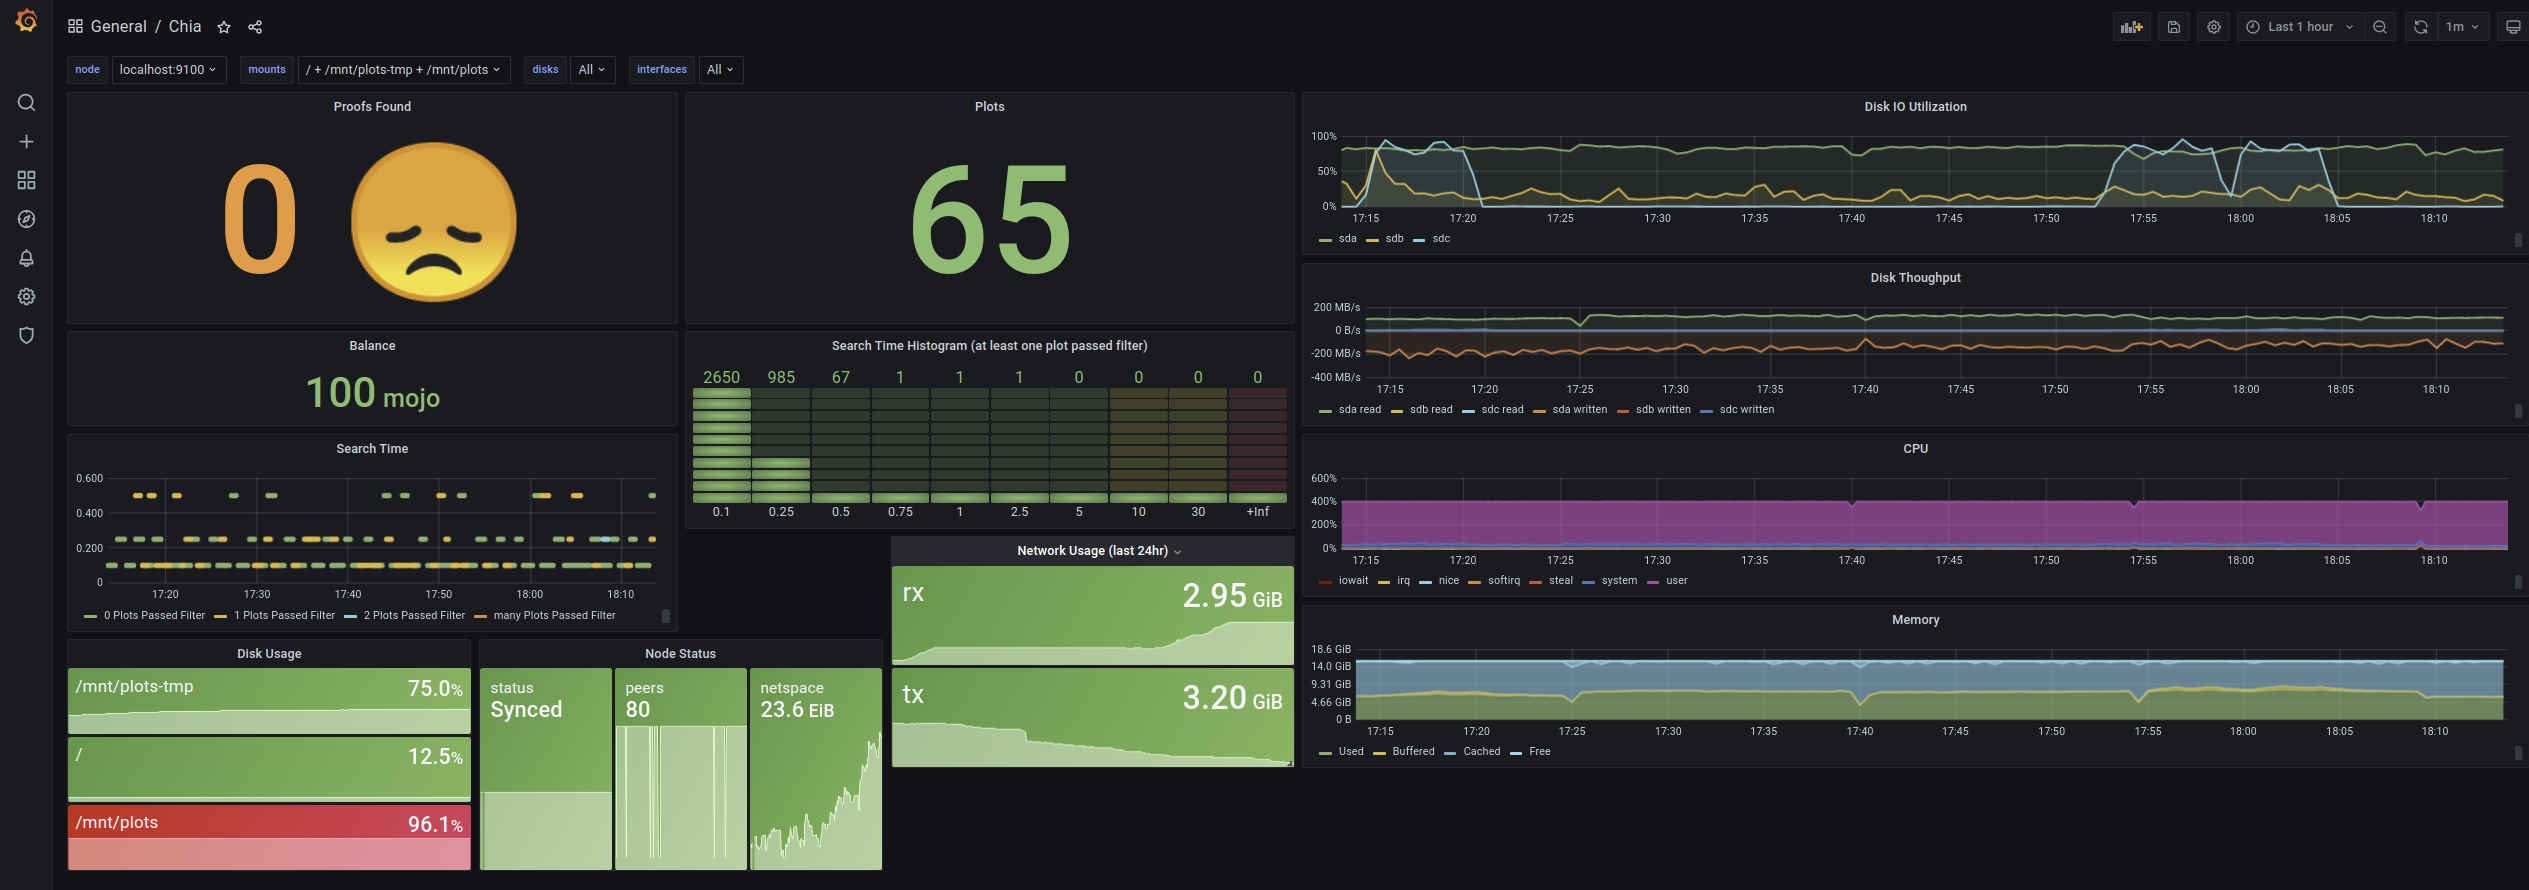 General / Chia
Last 1 hour
1m
node localhost:9100 mounts / + /mnt/plots-tmp + /mnt/plots disks All interfaces All
Proofs Found
0
Plots
65
Balance
100 mojo
Search Time Histogram (at least one plot passed filter)
2650 985 67 1 1 1 0 0 0 0
0.1 0.25 0.5 0.75 1 2.5 5 10 30 +Inf
Search Time
0.600
0.400
0.200
0
17:20 17:30 17:40 17:50 18:00 18:10
0 Plots Passed Filter 1 Plots Passed Filter 2 Plots Passed Filter many Plots Passed Filter
Disk Usage
/mnt/plots-tmp 75.0%
/ 12.5%
/mnt/plots 96.1%
Node Status
status
Synced
peers
80
netspace
23.6 EiB
Network Usage (last 24hr)
rx 2.95 GiB
tx 3.20 GiB
Disk IO Utilization
100%
50%
0%
17:15 17:20 17:25 17:30 17:35 17:40 17:45 17:50 17:55 18:00 18:05 18:10
sda sdb sdc
Disk Thoughput
200 MB/s
0 B/s
-200 MB/s
-400 MB/s
17:15 17:20 17:25 17:30 17:35 17:40 17:45 17:50 17:55 18:00 18:05 18:10
sda read sdb read sdc read sda written sdb written sdc written
CPU
600%
400%
200%
0%
17:15 17:20 17:25 17:30 17:35 17:40 17:45 17:50 17:55 18:00 18:05 18:10
iowait irq nice softirq steal system user
Memory
18.6 GiB
14.0 GiB
9.31 GiB
4.66 GiB
0 B
17:15 17:20 17:25 17:30 17:35 17:40 17:45 17:50 17:55 18:00 18:05 18:10
Used Buffered Cached Free